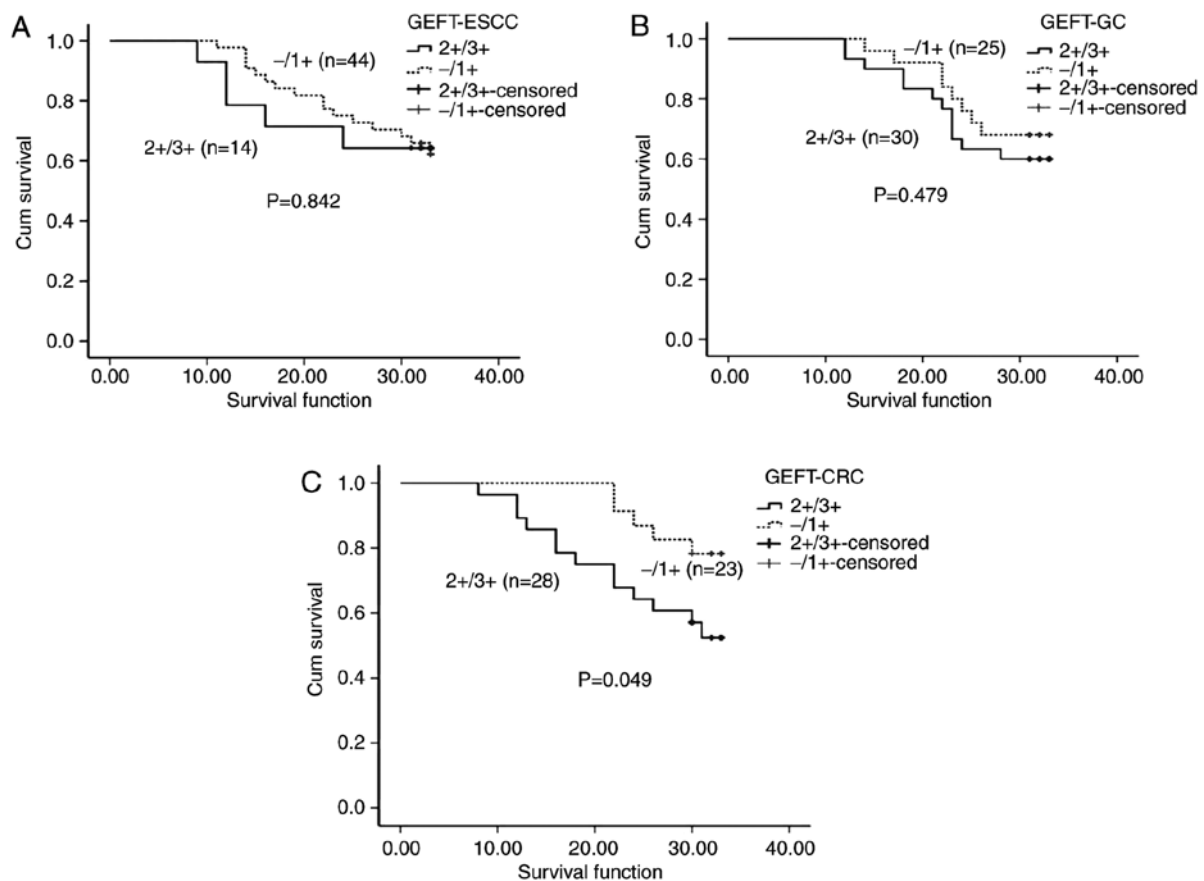 A
GEFT-ESCC
2+/3+
−/1+
2+/3+-censored
−/1+-censored
−/1+ (n=44)
2+/3+ (n=14)
P=0.842
Cum survival
1.0
0.8
0.6
0.4
0.2
0.0
0.00 10.00 20.00 30.00 40.00
Survival function
B
GEFT-GC
2+/3+
−/1+
2+/3+-censored
−/1+-censored
−/1+ (n=25)
2+/3+ (n=30)
P=0.479
Cum survival
1.0
0.8
0.6
0.4
0.2
0.0
0.00 10.00 20.00 30.00 40.00
Survival function
C
GEFT-CRC
2+/3+
−/1+
2+/3+-censored
−/1+-censored
−/1+ (n=23)
2+/3+ (n=28)
P=0.049
Cum survival
1.0
0.8
0.6
0.4
0.2
0.0
0.00 10.00 20.00 30.00 40.00
Survival function